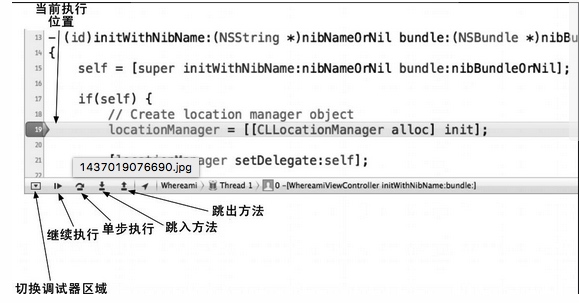 当前执行
位置
13 - (id)initWithNibName:(NSString *)nibNameOrNil bundle:(NSBundle *)nibBu
14 {
15 self = [super initWithNibName:nibNameOrNil bundle:nibBundleOrNil];
16
17 if(self) {
18 // Create location manager object
19 locationManager = [[CLLocationManager alloc] init];
20
21 setDelegate:self];
1437019076690.jpg
Whereami 〉 Thread 1 〉 0 -[WhereamiViewController initWithNibName:bundle:]
跳出方法
跳入方法
单步执行
继续执行
切换调试器区域